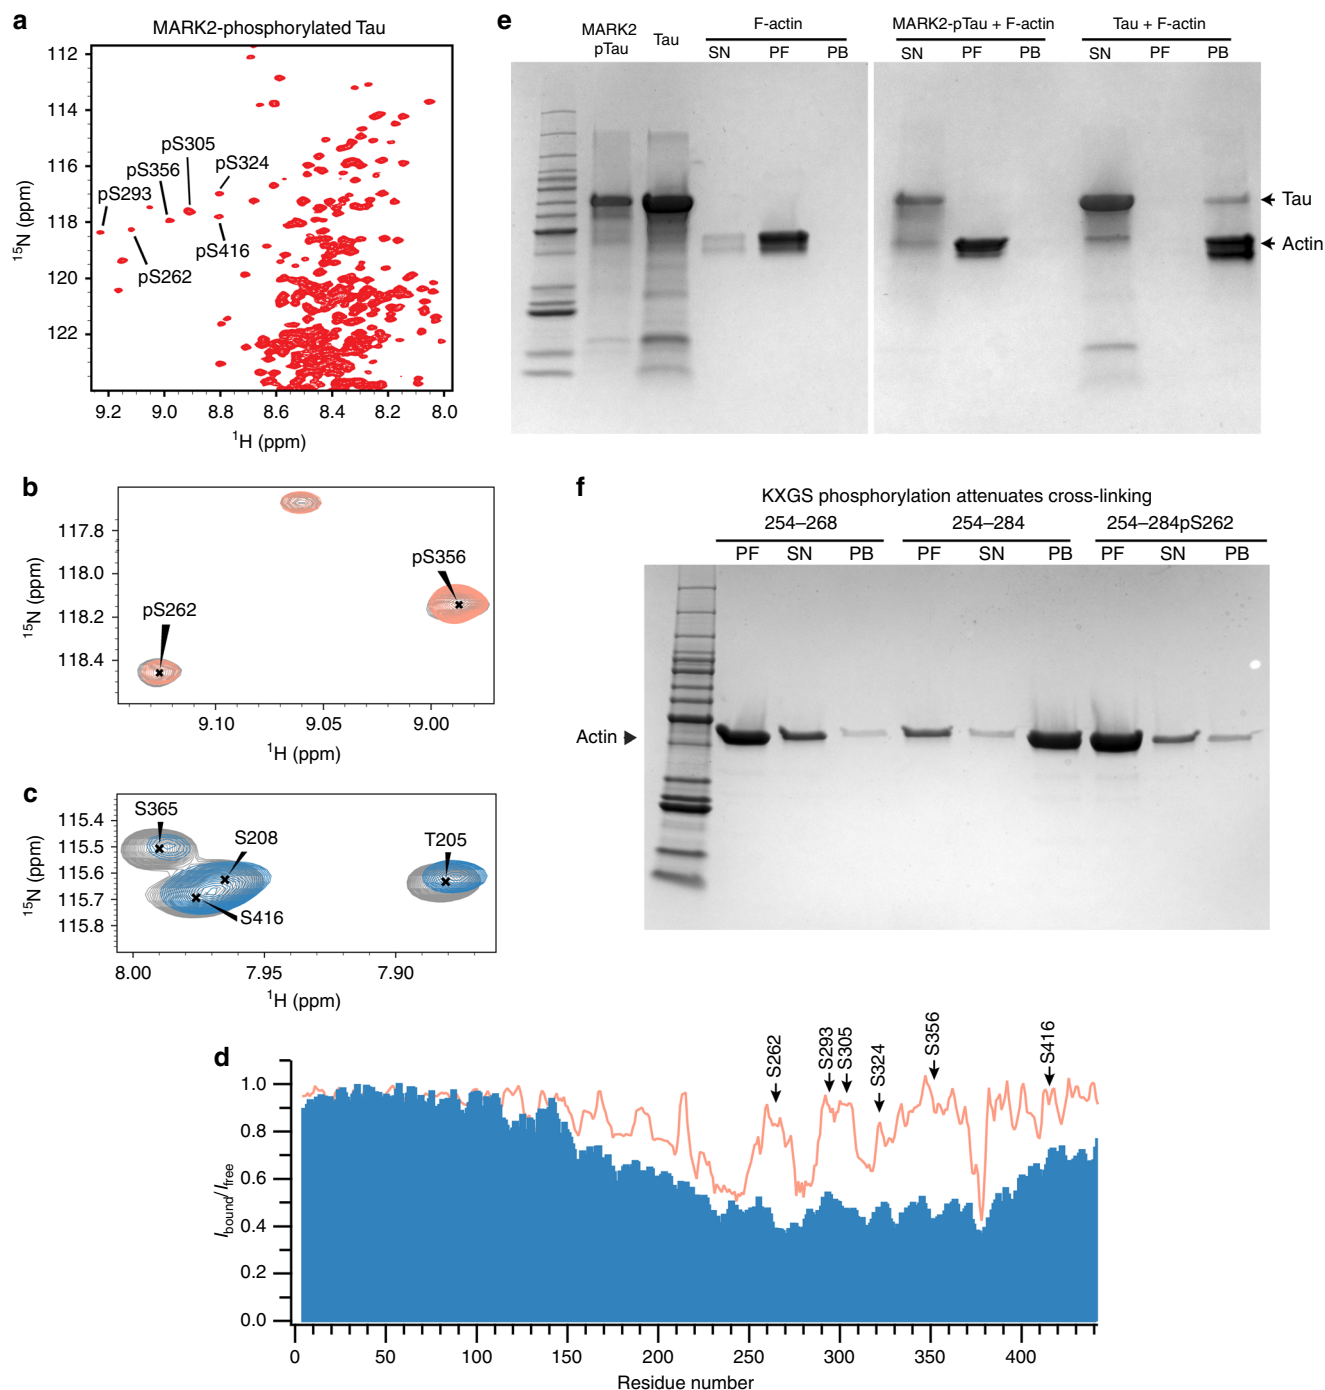 a
MARK2-phosphorylated Tau
112
114
116
118
120
122
15N (ppm)
pS305
pS356
pS324
pS293
pS416
pS262
9.2 9.0 8.8 8.6 8.4 8.2 8.0
1H (ppm)
e
MARK2 pTau
Tau
F-actin
SN PF PB
MARK2-pTau + F-actin
SN PF PB
Tau + F-actin
SN PF PB
Tau
Actin
b
117.8
118.0
118.2
118.4
15N (ppm)
pS356
pS262
9.10 9.05 9.00
1H (ppm)
c
115.4
115.5
115.6
115.7
115.8
15N (ppm)
S365
S208
T205
S416
8.00 7.95 7.90
1H (ppm)
f
KXGS phosphorylation attenuates cross-linking
254–268 254–284 254–284pS262
PF SN PB PF SN PB PF SN PB
Actin
d
S262
S293
S305
S324
S356
S416
1.0
0.8
0.6
0.4
0.2
0.0
Ibound/Ifree
0 50 100 150 200 250 300 350 400
Residue number